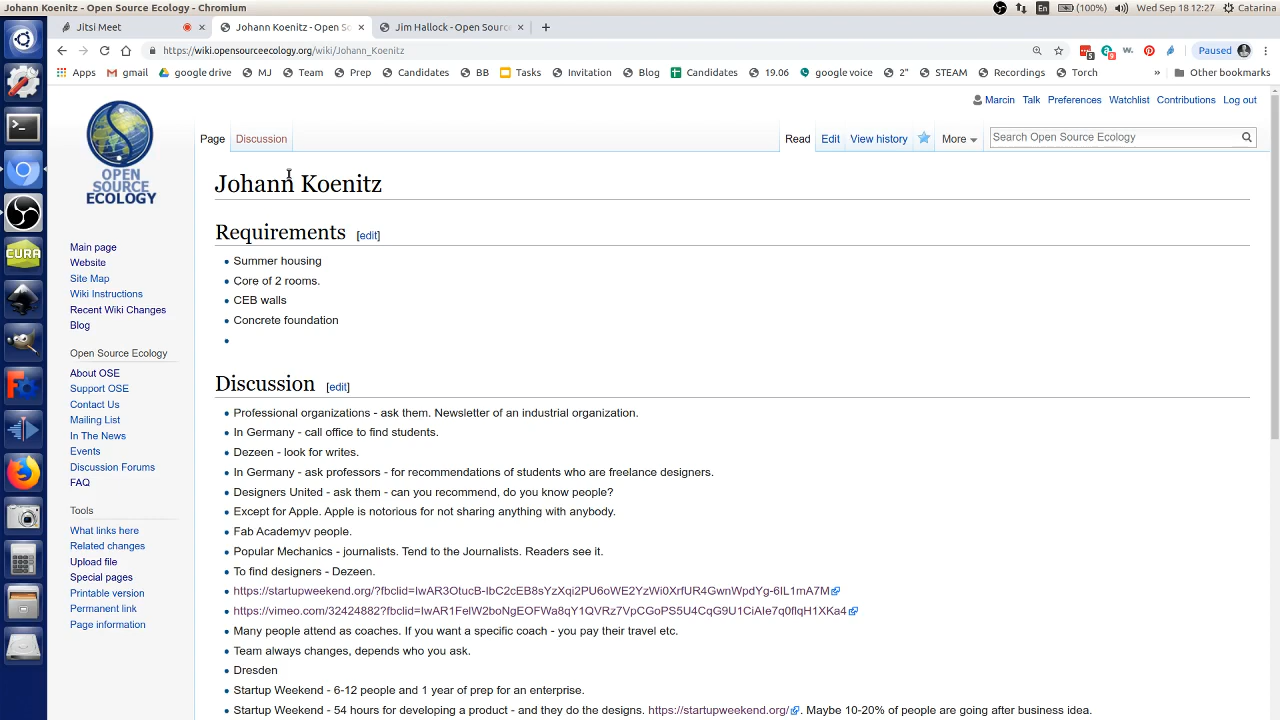 Johann Koenitz - Open Source Ecology - Chromium
En (100%) Wed Sep 18 12:27 Catarina
Jitsi Meet
Johann Koenitz - Open So
Jim Hallock - Open Source
https://wiki.opensourceecology.org/wiki/Johann_Koenitz
Paused
Apps gmail google drive MJ Team Prep Candidates BB Tasks Invitation Blog Candidates 19.06 google voice 2" STEAM Recordings Torch » Other bookmarks
Marcin Talk Preferences Watchlist Contributions Log out
Page Discussion Read Edit View history More Search Open Source Ecology
OPEN
SOURCE
ECOLOGY
CURA
Main page
Website
Site Map
Wiki Instructions
Recent Wiki Changes
Blog
Open Source Ecology
About OSE
Support OSE
Contact Us
Mailing List
In The News
Events
Discussion Forums
FAQ
Tools
What links here
Related changes
Upload file
Special pages
Printable version
Permanent link
Page information
Johann Koenitz
Requirements [edit]
Summer housing
Core of 2 rooms.
CEB walls
Concrete foundation
Discussion [edit]
Professional organizations - ask them. Newsletter of an industrial organization.
In Germany - call office to find students.
Dezeen - look for writes.
In Germany - ask professors - for recommendations of students who are freelance designers.
Designers United - ask them - can you recommend, do you know people?
Except for Apple. Apple is notorious for not sharing anything with anybody.
Fab Academyv people.
Popular Mechanics - journalists. Tend to the Journalists. Readers see it.
To find designers - Dezeen.
Many people attend as coaches. If you want a specific coach - you pay their travel etc.
Team always changes, depends who you ask.
Dresden
Startup Weekend - 6-12 people and 1 year of prep for an enterprise.
Startup Weekend - 54 hours for developing a product - and they do the designs. https://startupweekend.org/ . Maybe 10-20% of people are going after business idea.